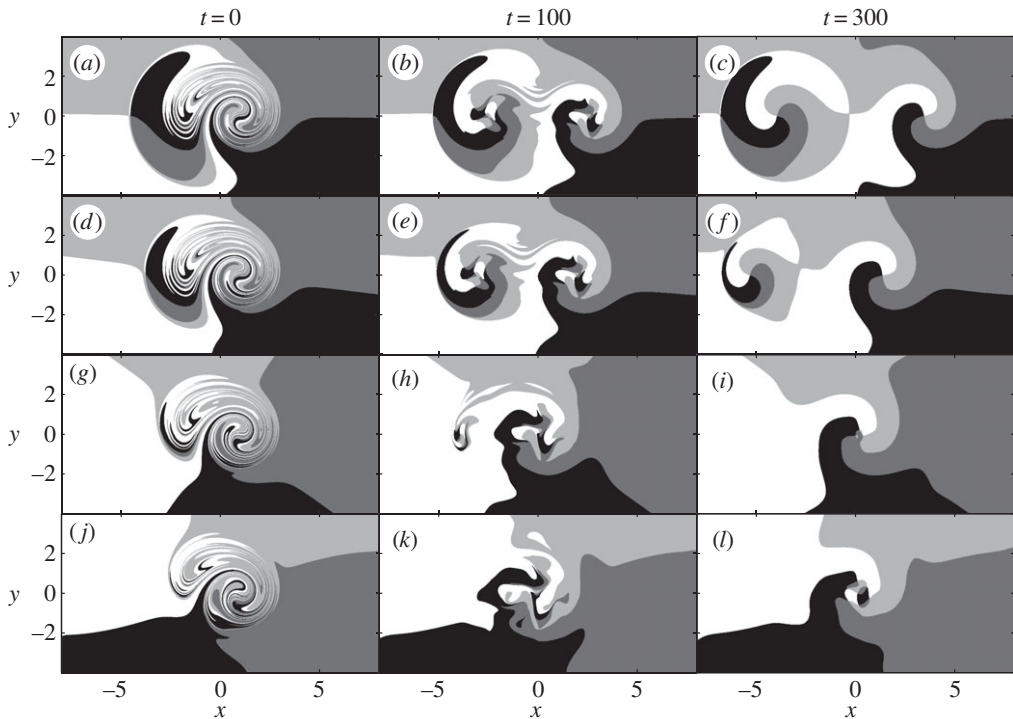 t = 0 t = 100 t = 300
(a) (b) (c)
2
y 0
–2
(d) (e) (f)
2
y 0
–2
(g) (h) (i)
2
y 0
–2
(j) (k) (l)
2
y 0
–2
–5 0 5 –5 0 5 –5 0 5
x x x